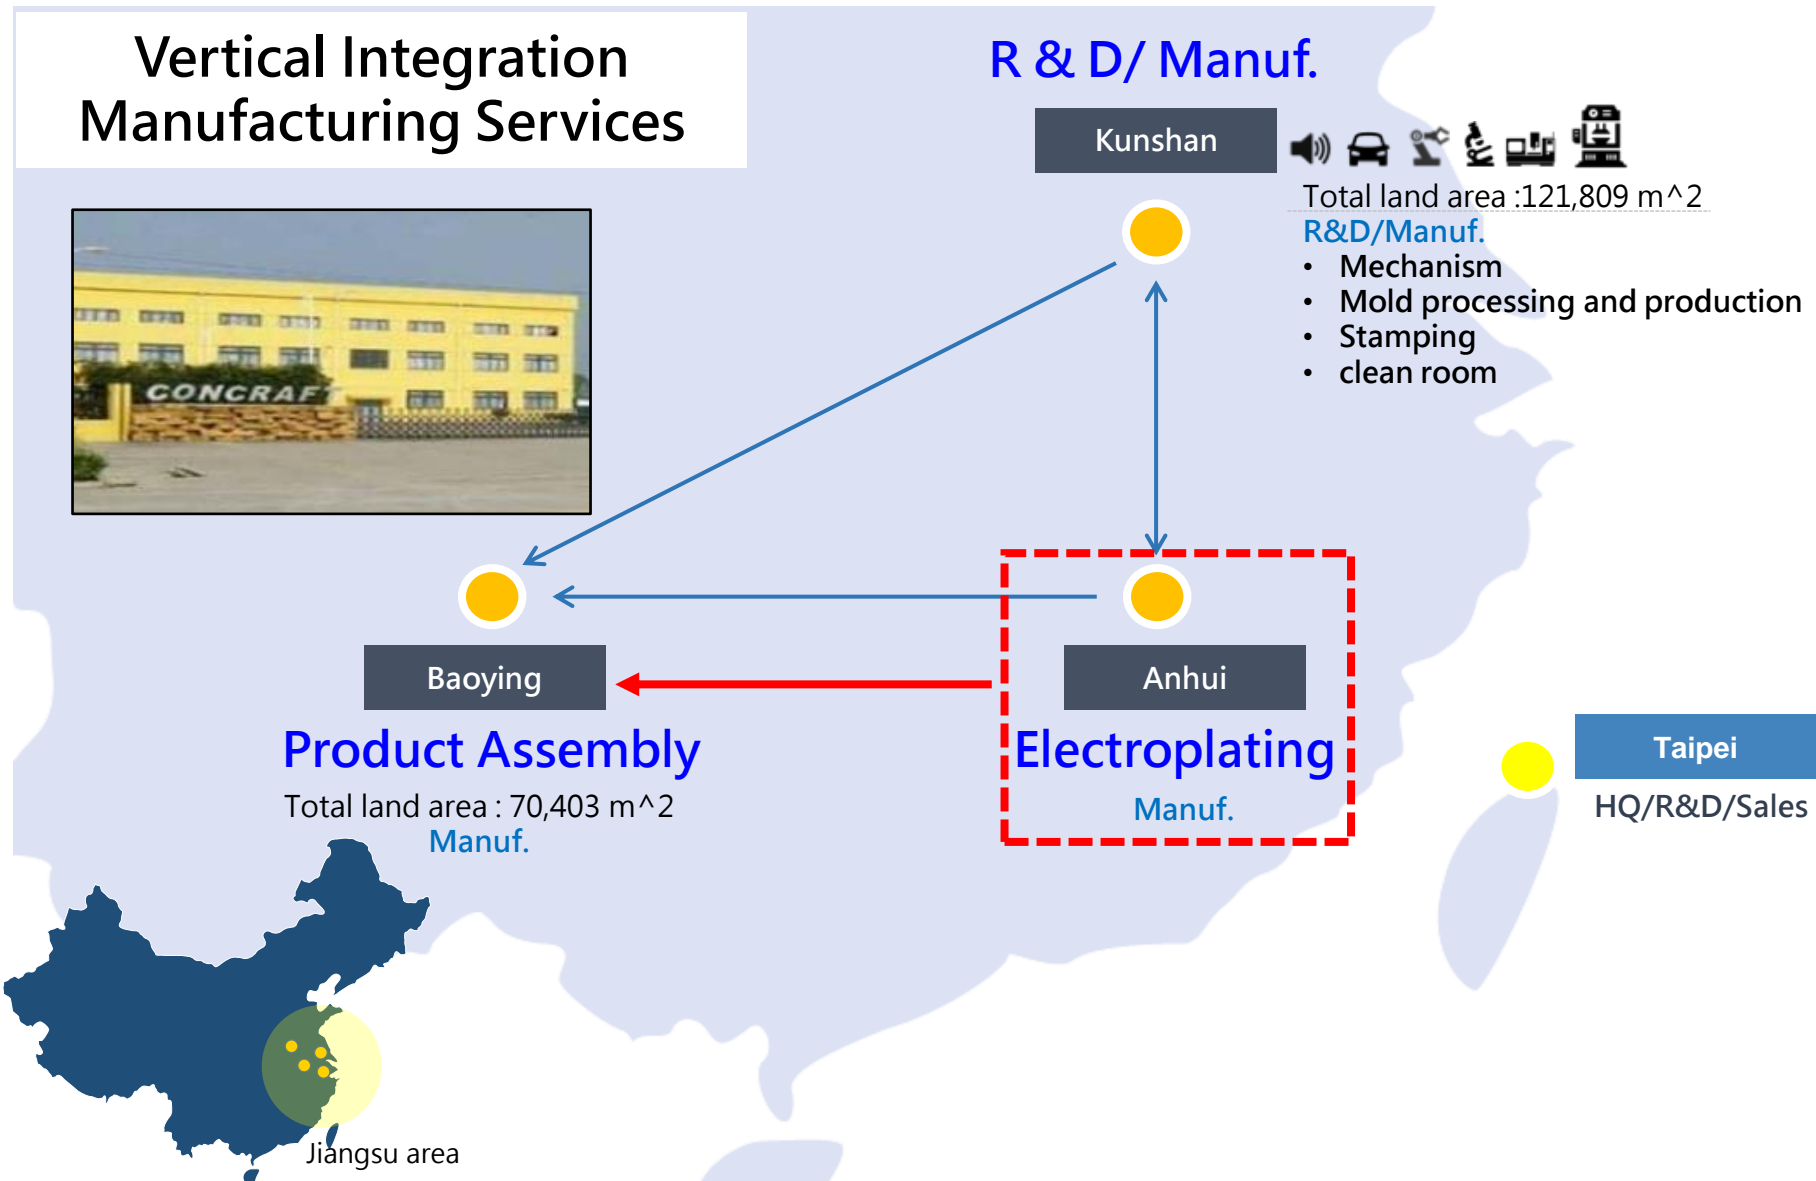 Vertical Integration
Manufacturing Services
R & D/ Manuf.
Kunshan
Total land area :121,809 m^2
R&D/Manuf.
• Mechanism
• Mold processing and production
• Stamping
• clean room
CONCRAFT
Baoying
Product Assembly
Total land area : 70,403 m^2
Manuf.
Anhui
Electroplating
Manuf.
Taipei
HQ/R&D/Sales
Jiangsu area